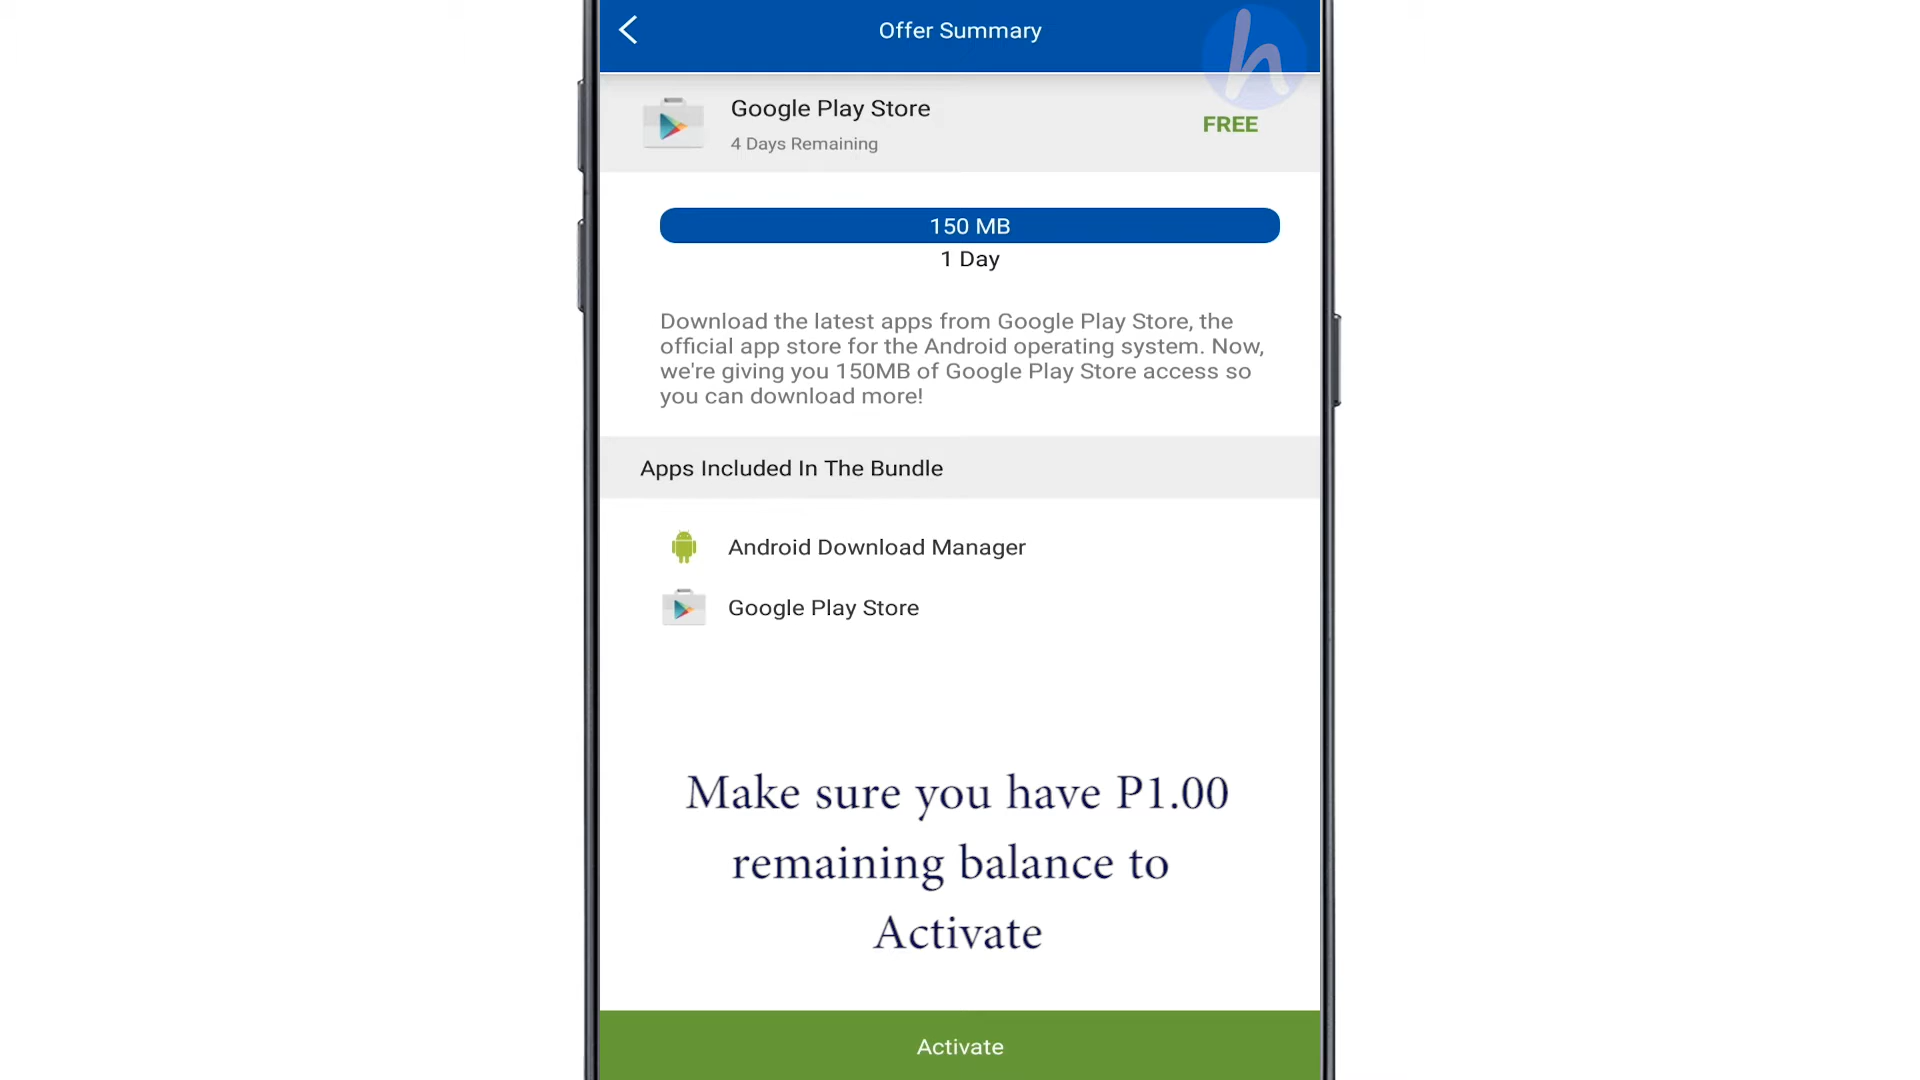 Offer Summary
h
Google Play Store
4 Days Remaining
FREE
150 MB
1 Day
Download the latest apps from Google Play Store, the
official app store for the Android operating system. Now,
we're giving you 150MB of Google Play Store access so
you can download more!
Apps Included In The Bundle
Android Download Manager
Google Play Store
Make sure you have P1.00
remaining balance to
Activate
Activate